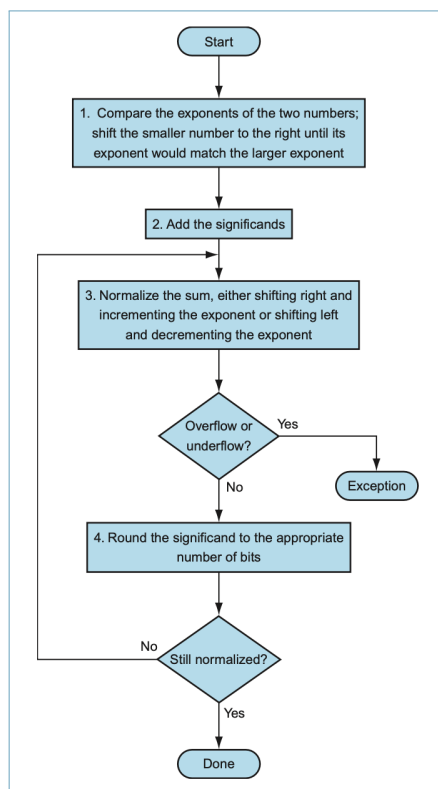 Start
1. Compare the exponents of the two numbers;
shift the smaller number to the right until its
exponent would match the larger exponent
2. Add the significands
3. Normalize the sum, either shifting right and
incrementing the exponent or shifting left
and decrementing the exponent
Overflow or
underflow?
Yes
Exception
No
4. Round the significand to the appropriate
number of bits
Still normalized?
No
Yes
Done